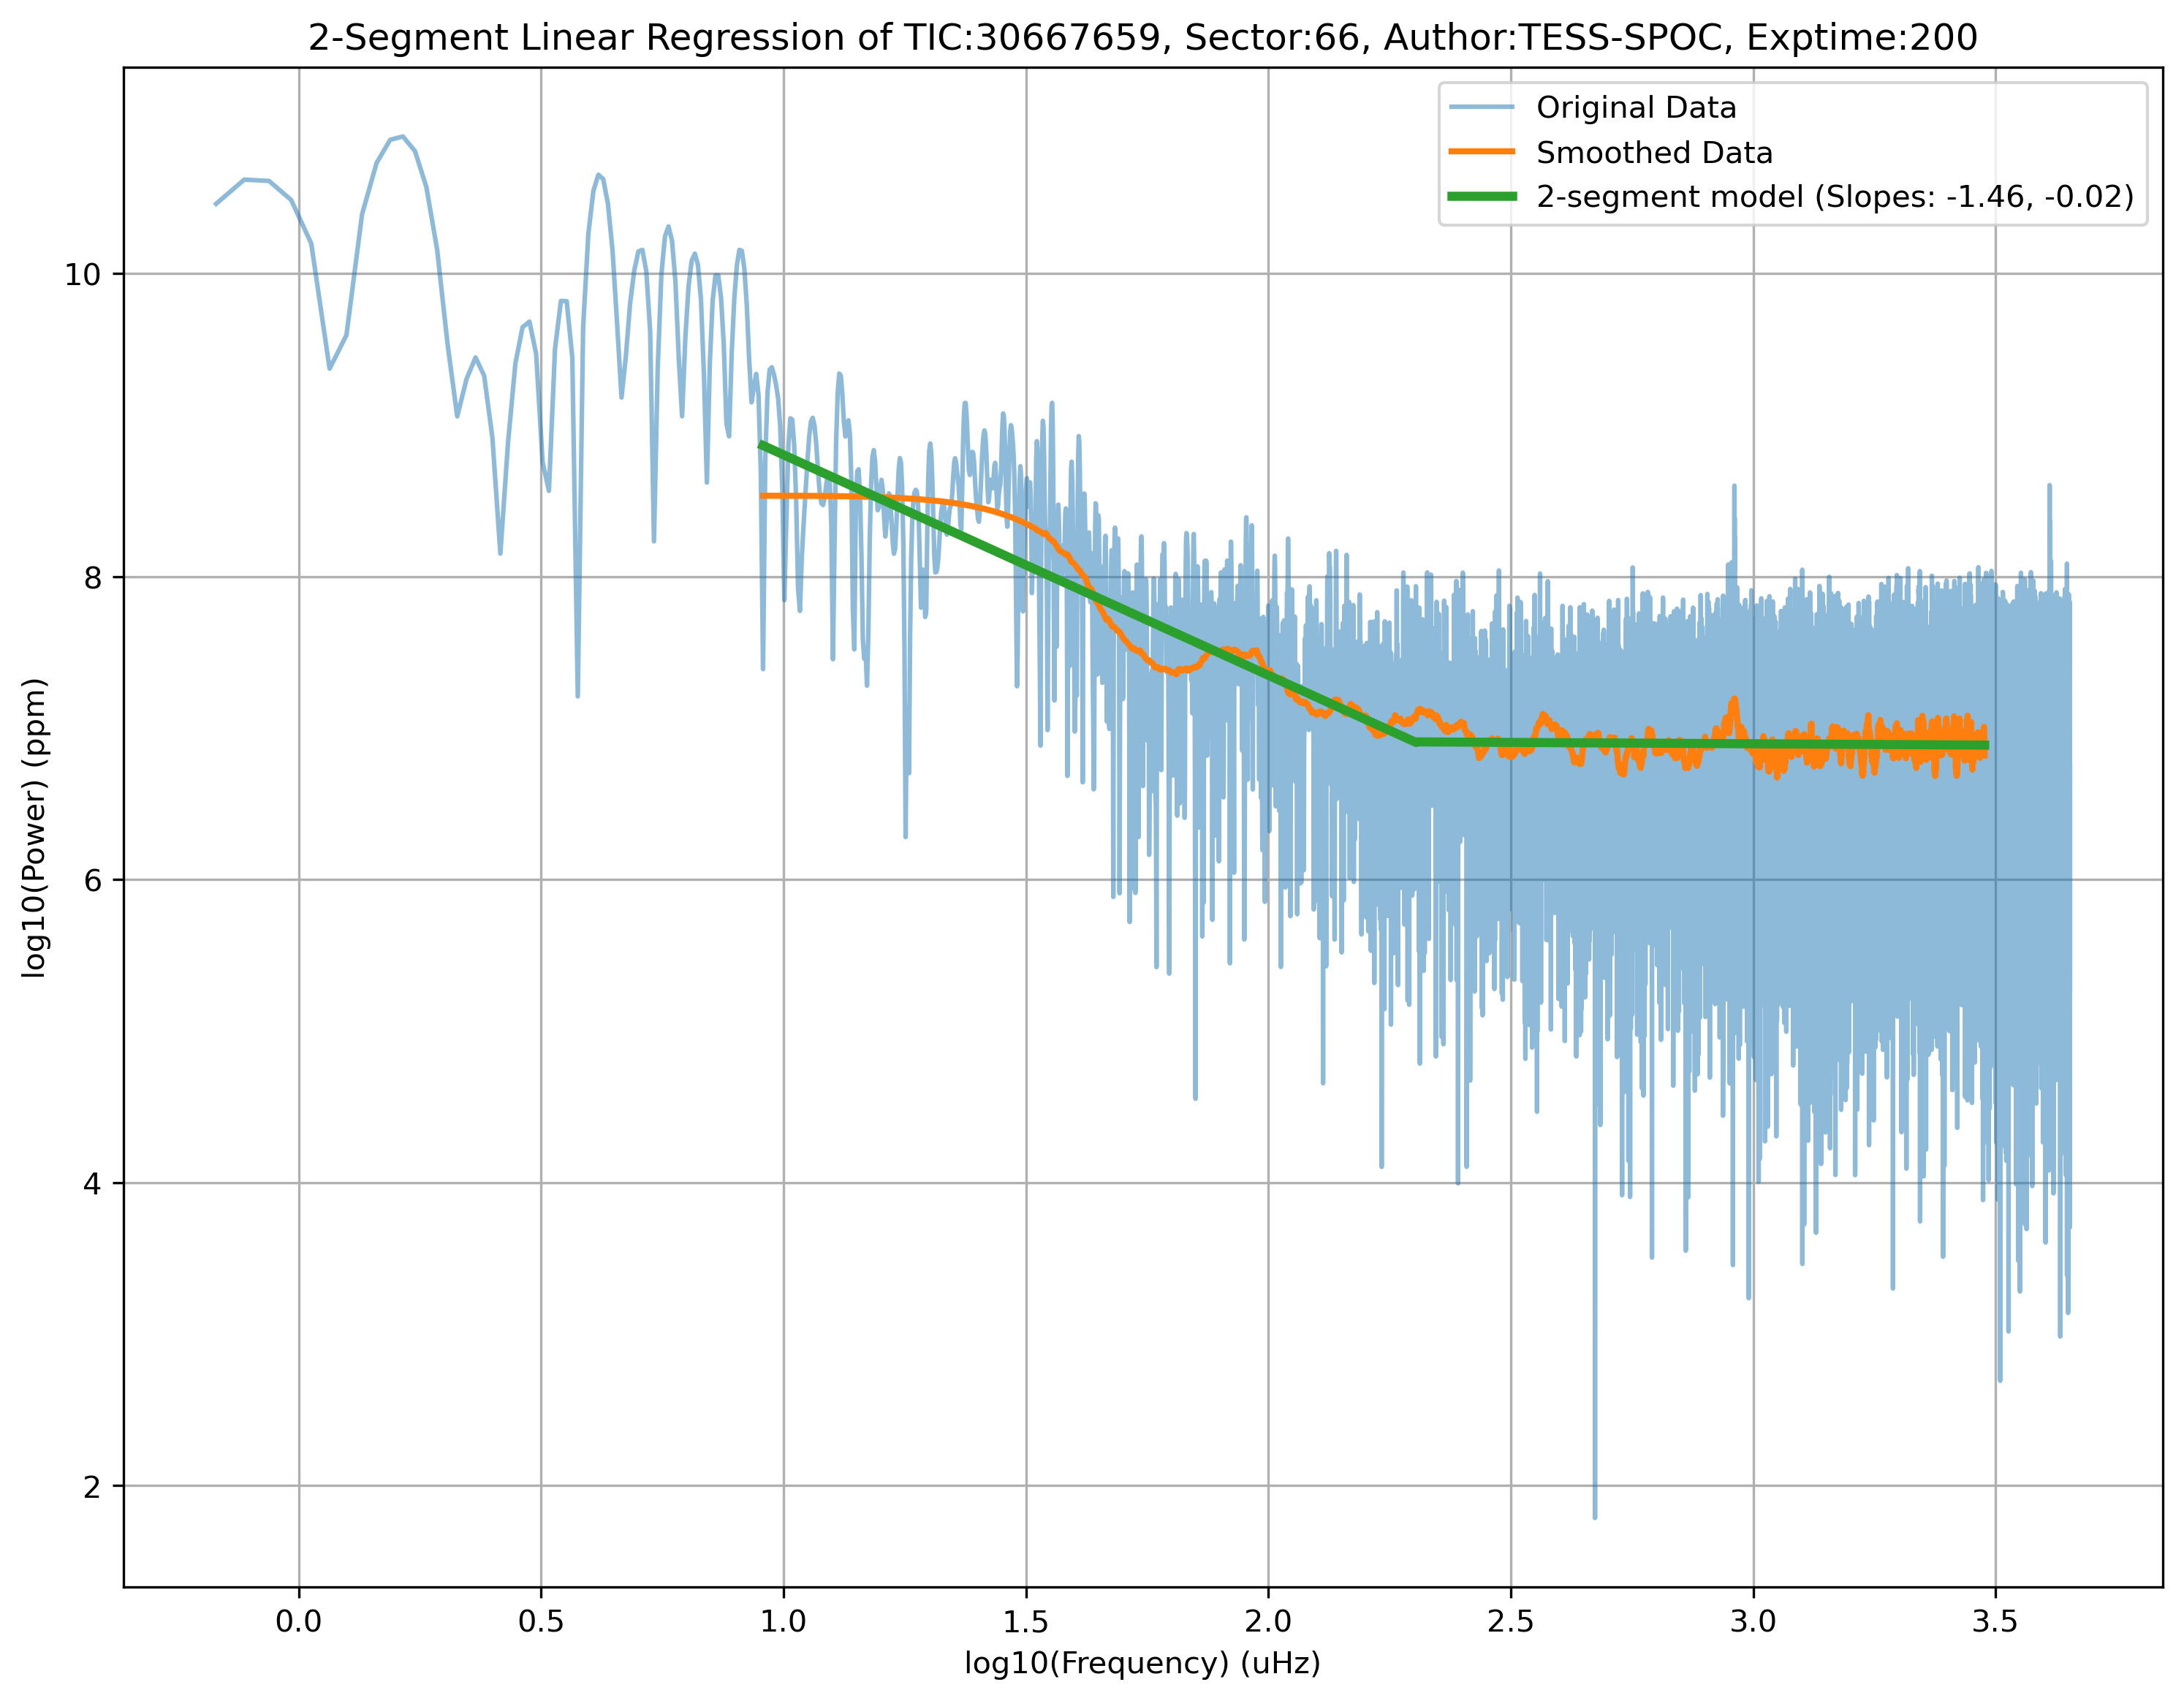 2-Segment Linear Regression of TIC:30667659, Sector:66, Author:TESS-SPOC, Exptime:200
Original Data
Smoothed Data
2-segment model (Slopes: -1.46, -0.02)
log10(Power) (ppm)
10
8
6
4
2
0.0 0.5 1.0 1.5 2.0 2.5 3.0 3.5
log10(Frequency) (uHz)